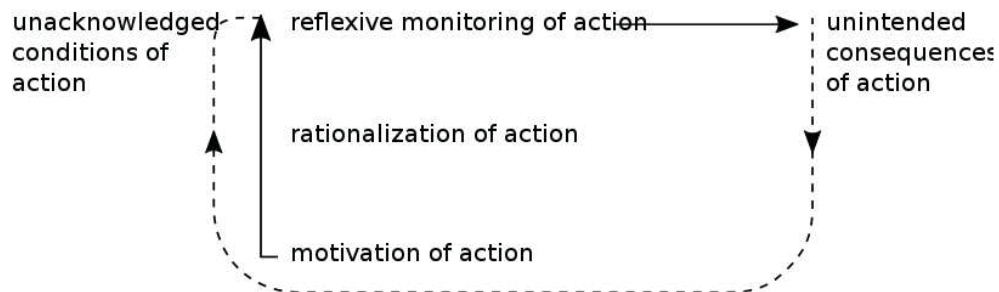 unacknowledged
conditions of
action
reflexive monitoring of action
rationalization of action
motivation of action
unintended
consequences
of action